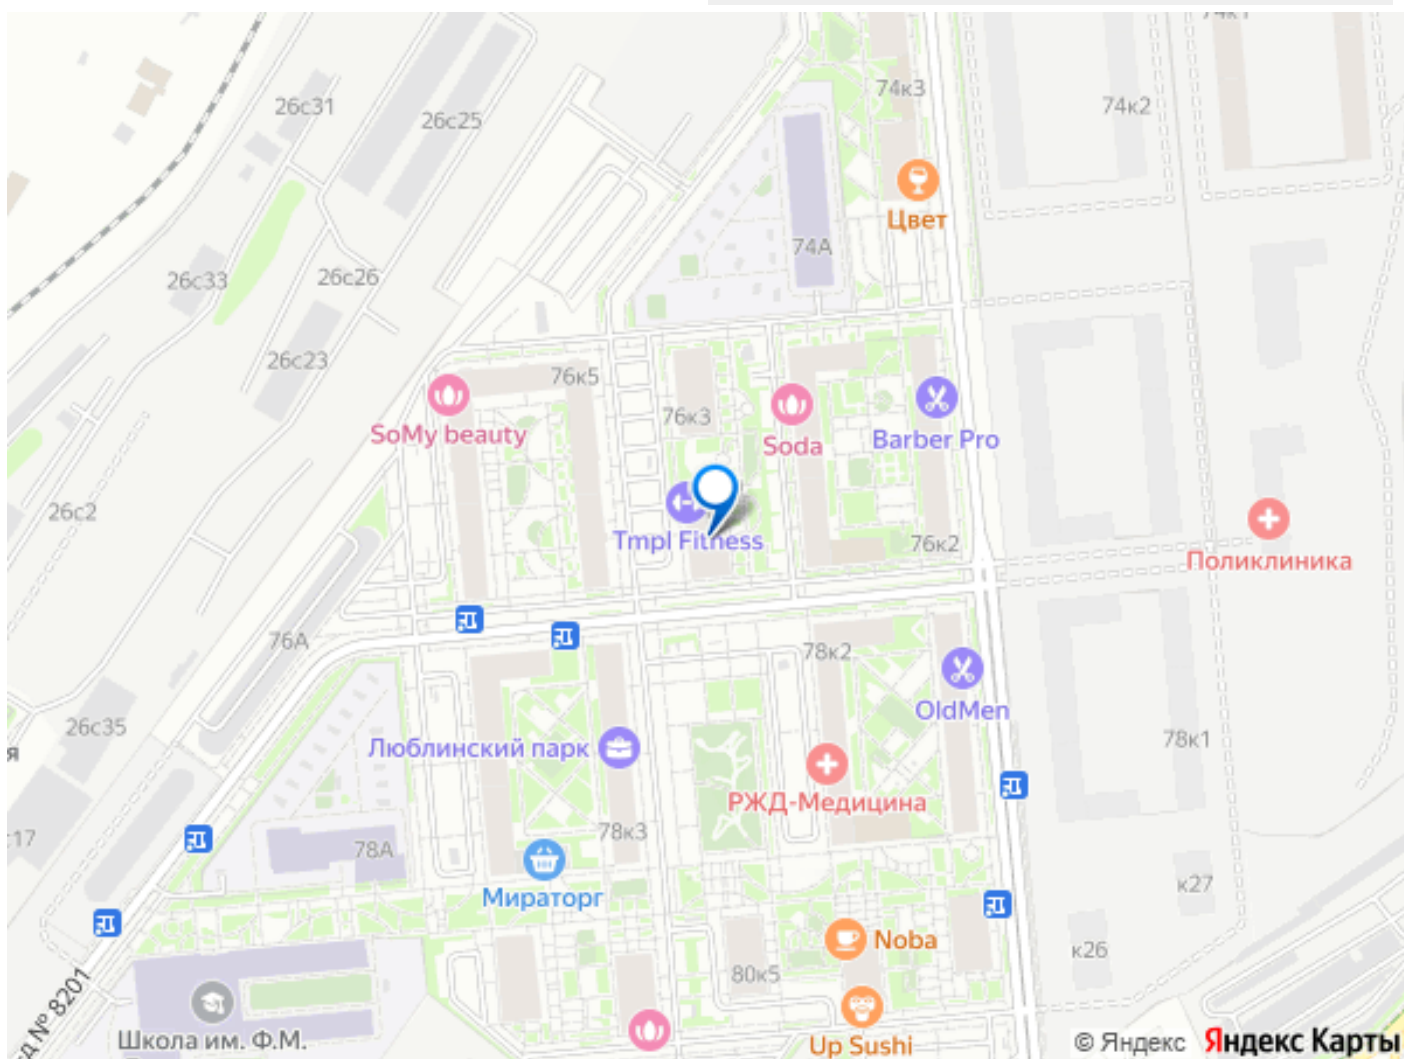 74к1
74к3
74к2
26с31
26с25
Цвет
74А
26с33
26с26
26с23
76к5
76к3
SoMy beauty
Soda
Barber Pro
26с2
Tmpl Fitness
76к2
Поликлиника
76А
78к2
OldMen
26с35
я
Люблинский парк
78к1
РЖД-Медицина
78к3
с17
78А
Мираторг
к27
Noba
к26
80к5
д № 8201
Школа им. Ф.М.
Up Sushi
© Яндекс Яндекс Карты